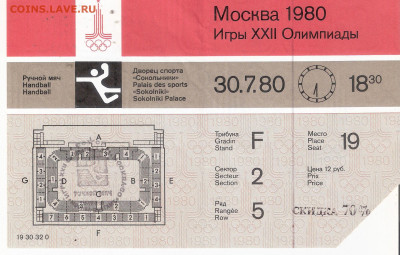 COINS.LAVE.RU
Москва 1980
Игры XXII Олимпиады
Ручной мяч
Handball
Handball
Дворец спорта
«Сокольники»
Palais des sports
«Sokolniki»
Sokolniki Palace
30.7.80
18³⁰
Трибуна
Gradin
Stand
F
Место
Place
Seat
19
Сектор
Secteur
Section
2
Цена 12 руб.
Prix
Price
Ряд
Rangée
Row
5
СКИДКА 70%
A
G
E
F
C
19 30 32 0